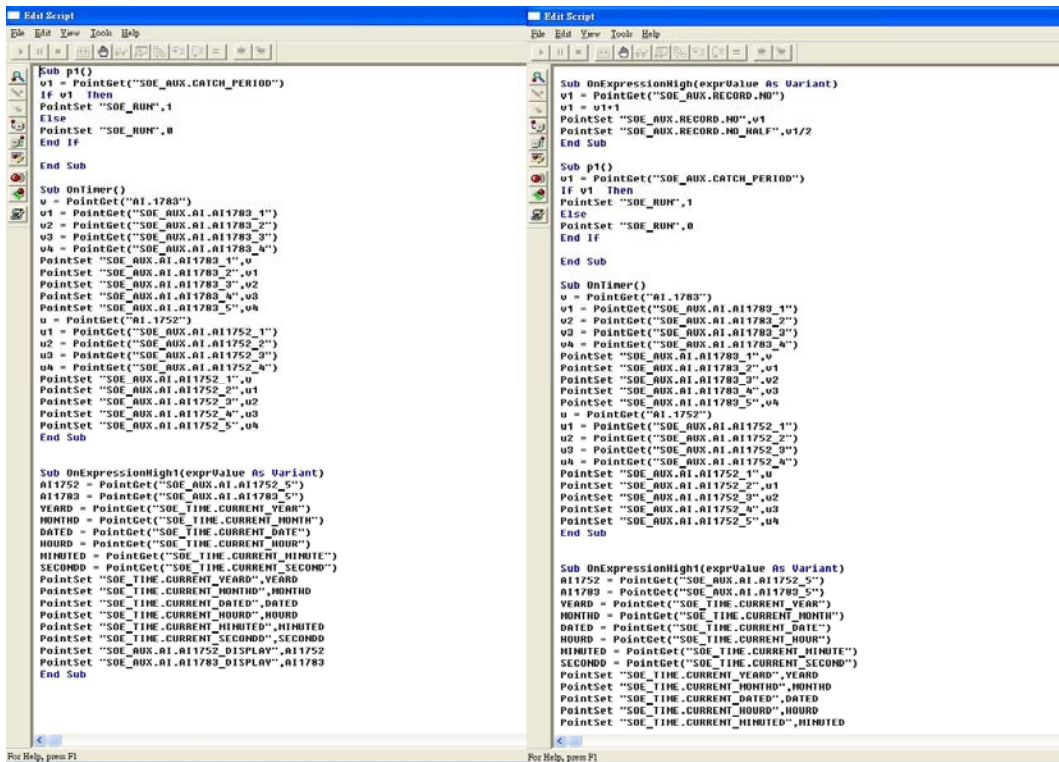 Edit Script
File Edit View Tools Help
Sub p1()
v1 = PointGet("SOE_AUX.CATCH_PERIOD")
If v1 Then
PointSet "SOE_RUN",1
Else
PointSet "SOE_RUN",0
End If
End Sub
Sub OnTimer()
v = PointGet("AI.1783")
v1 = PointGet("SOE_AUX.AI.AI1783_1")
v2 = PointGet("SOE_AUX.AI.AI1783_2")
v3 = PointGet("SOE_AUX.AI.AI1783_3")
v4 = PointGet("SOE_AUX.AI.AI1783_4")
PointSet "SOE_AUX.AI.AI1783_1",v
PointSet "SOE_AUX.AI.AI1783_2",v1
PointSet "SOE_AUX.AI.AI1783_3",v2
PointSet "SOE_AUX.AI.AI1783_4",v3
PointSet "SOE_AUX.AI.AI1783_5",v4
u = PointGet("AI.1752")
u1 = PointGet("SOE_AUX.AI.AI1752_1")
u2 = PointGet("SOE_AUX.AI.AI1752_2")
u3 = PointGet("SOE_AUX.AI.AI1752_3")
u4 = PointGet("SOE_AUX.AI.AI1752_4")
PointSet "SOE_AUX.AI.AI1752_1",u
PointSet "SOE_AUX.AI.AI1752_2",u1
PointSet "SOE_AUX.AI.AI1752_3",u2
PointSet "SOE_AUX.AI.AI1752_4",u3
PointSet "SOE_AUX.AI.AI1752_5",u4
End Sub
Sub OnExpressionHigh1(exprValue As Variant)
AI1752 = PointGet("SOE_AUX.AI.AI1752_5")
AI1783 = PointGet("SOE_AUX.AI.AI1783_5")
YEARD = PointGet("SOE_TIME.CURRENT_YEAR")
MONTHD = PointGet("SOE_TIME.CURRENT_MONTH")
DATED = PointGet("SOE_TIME.CURRENT_DATE")
HOURD = PointGet("SOE_TIME.CURRENT_HOUR")
MINUTED = PointGet("SOE_TIME.CURRENT_MINUTE")
SECONDD = PointGet("SOE_TIME.CURRENT_SECOND")
PointSet "SOE_TIME.CURRENT_YEARD",YEARD
PointSet "SOE_TIME.CURRENT_MONTHD",MONTHD
PointSet "SOE_TIME.CURRENT_DATED",DATED
PointSet "SOE_TIME.CURRENT_HOURD",HOURD
PointSet "SOE_TIME.CURRENT_MINUTED",MINUTED
PointSet "SOE_TIME.CURRENT_SECONDD",SECONDD
PointSet "SOE_AUX.AI.AI1752_DISPLAY",AI1752
PointSet "SOE_AUX.AI.AI1783_DISPLAY",AI1783
End Sub
For Help, press F1
Edit Script
File Edit View Tools Help
Sub OnExpressionHigh(exprValue As Variant)
v1 = PointGet("SOE_AUX.RECORD.NO")
v1 = v1+1
PointSet "SOE_AUX.RECORD.NO",v1
PointSet "SOE_AUX.RECORD.NO_HALF",v1/2
End Sub
Sub p1()
v1 = PointGet("SOE_AUX.CATCH_PERIOD")
If v1 Then
PointSet "SOE_RUN",1
Else
PointSet "SOE_RUN",0
End If
End Sub
Sub OnTimer()
v = PointGet("AI.1783")
v1 = PointGet("SOE_AUX.AI.AI1783_1")
v2 = PointGet("SOE_AUX.AI.AI1783_2")
v3 = PointGet("SOE_AUX.AI.AI1783_3")
v4 = PointGet("SOE_AUX.AI.AI1783_4")
PointSet "SOE_AUX.AI.AI1783_1",v
PointSet "SOE_AUX.AI.AI1783_2",v1
PointSet "SOE_AUX.AI.AI1783_3",v2
PointSet "SOE_AUX.AI.AI1783_4",v3
PointSet "SOE_AUX.AI.AI1783_5",v4
u = PointGet("AI.1752")
u1 = PointGet("SOE_AUX.AI.AI1752_1")
u2 = PointGet("SOE_AUX.AI.AI1752_2")
u3 = PointGet("SOE_AUX.AI.AI1752_3")
u4 = PointGet("SOE_AUX.AI.AI1752_4")
PointSet "SOE_AUX.AI.AI1752_1",u
PointSet "SOE_AUX.AI.AI1752_2",u1
PointSet "SOE_AUX.AI.AI1752_3",u2
PointSet "SOE_AUX.AI.AI1752_4",u3
PointSet "SOE_AUX.AI.AI1752_5",u4
End Sub
Sub OnExpressionHigh1(exprValue As Variant)
AI1752 = PointGet("SOE_AUX.AI.AI1752_5")
AI1783 = PointGet("SOE_AUX.AI.AI1783_5")
YEARD = PointGet("SOE_TIME.CURRENT_YEAR")
MONTHD = PointGet("SOE_TIME.CURRENT_MONTH")
DATED = PointGet("SOE_TIME.CURRENT_DATE")
HOURD = PointGet("SOE_TIME.CURRENT_HOUR")
MINUTED = PointGet("SOE_TIME.CURRENT_MINUTE")
SECONDD = PointGet("SOE_TIME.CURRENT_SECOND")
PointSet "SOE_TIME.CURRENT_YEARD",YEARD
PointSet "SOE_TIME.CURRENT_MONTHD",MONTHD
PointSet "SOE_TIME.CURRENT_DATED",DATED
PointSet "SOE_TIME.CURRENT_HOURD",HOURD
PointSet "SOE_TIME.CURRENT_MINUTED",MINUTED
For Help, press F1